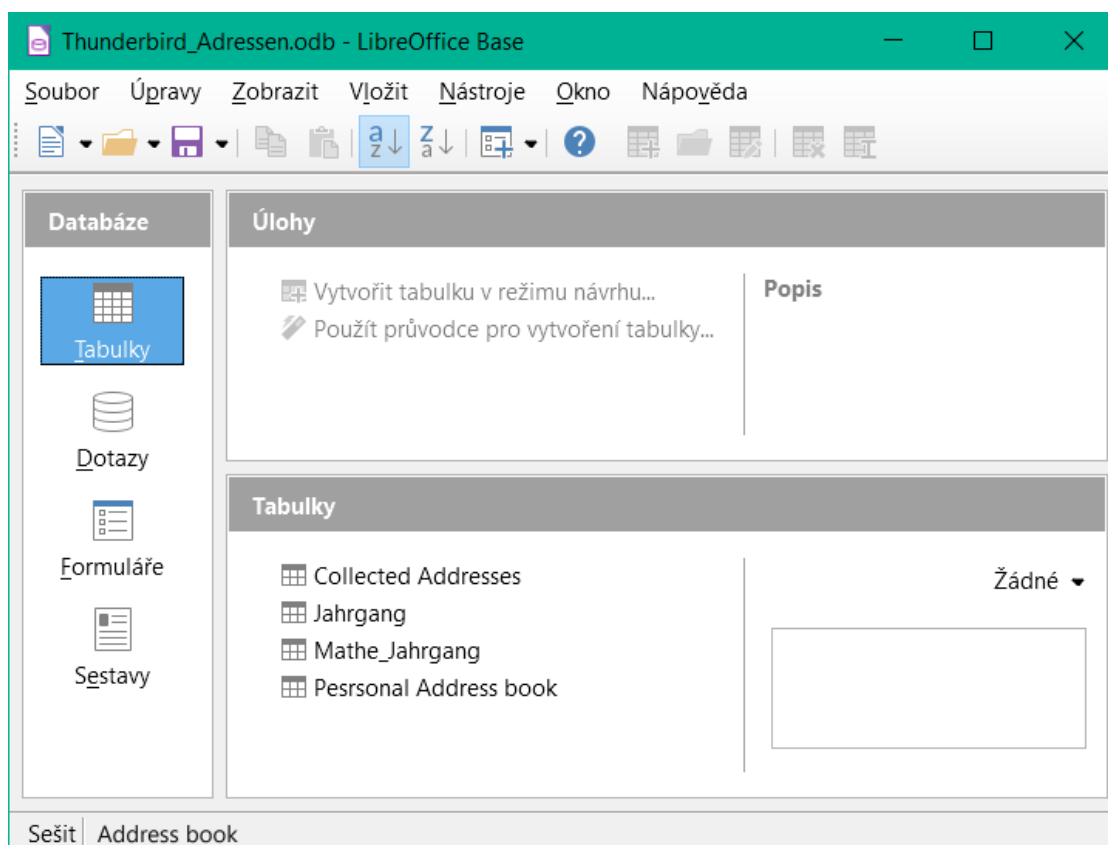 Thunderbird_Adressen.odb - LibreOffice Base
Soubor Úpravy Zobrazit Vložit Nástroje Okno Nápověda
Databáze
Tabulky
Dotazy
Formuláře
Sestavy
Úlohy
Vytvořit tabulku v režimu návrhu...
Použít průvodce pro vytvoření tabulky...
Popis
Tabulky
Collected Addresses
Jahrgang
Mathe_Jahrgang
Pesrsonal Address book
Žádné
Sešit Address book